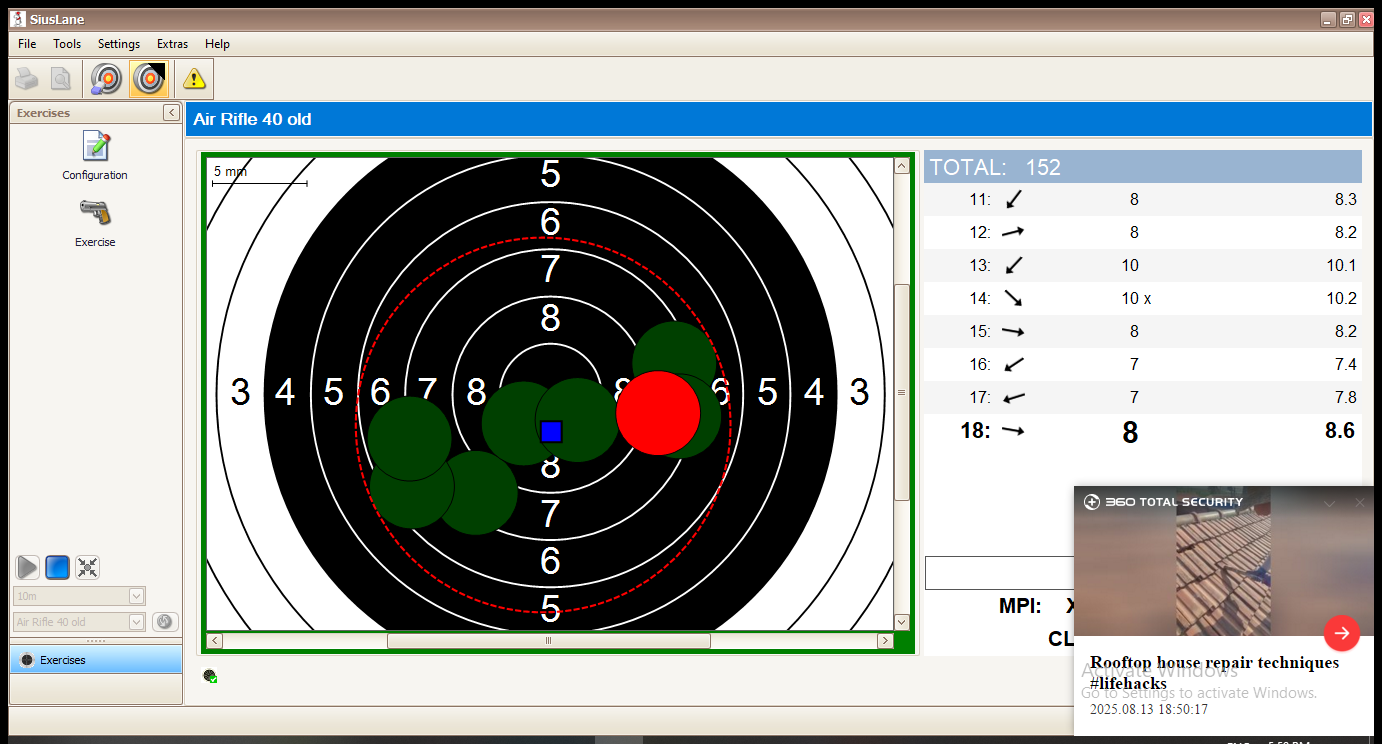 SiusLane
File Tools Settings Extras Help
Exercises
Configuration
Exercise
10m
Air Rifle 40 old
Exercises
Air Rifle 40 old
5 mm
5
6
7
8
3 4 5 6 7 8 8 6 5 4 3
8
7
6
5
TOTAL: 152
11: 8 8.3
12: 8 8.2
13: 10 10.1
14: 10 x 10.2
15: 8 8.2
16: 7 7.4
17: 7 7.8
18: 8 8.6
MPI: X
CL
360 TOTAL SECURITY
Rooftop house repair techniques
#lifehacks
Activate Windows
Go to Settings to activate Windows.
2025.08.13 18:50:17